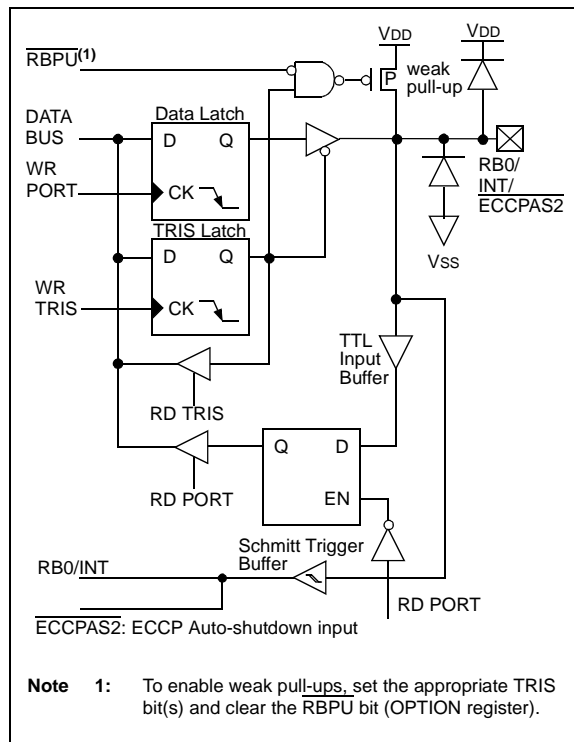 VDD
VDD
RBPU(1)
P
weak
pull-up
DATA
BUS
Data Latch
D Q
WR
PORT
CK
RB0/
INT/
ECCPAS2
TRIS Latch
D Q
VSS
WR
TRIS
CK
TTL
Input
Buffer
RD TRIS
Q D
EN
RD PORT
Schmitt Trigger
Buffer
RB0/INT
RD PORT
ECCPAS2: ECCP Auto-shutdown input
Note 1: To enable weak pull-ups, set the appropriate TRIS
bit(s) and clear the RBPU bit (OPTION register).